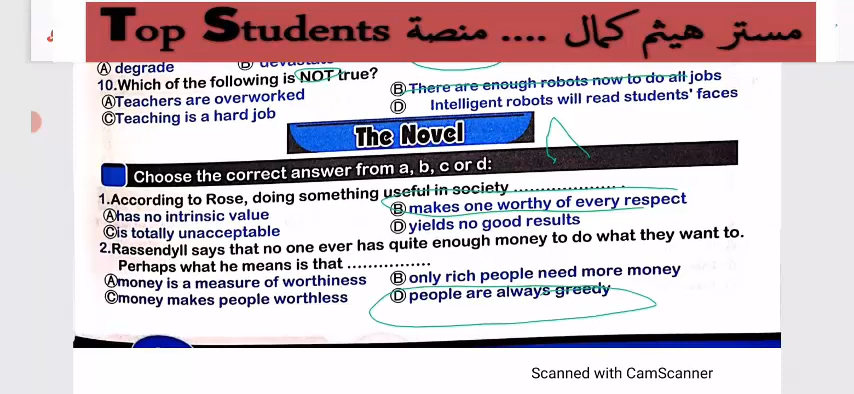 Top Students مستر هيثم كمال .... منصة
Ⓐ degrade
10.Which of the following is NOT true?
ⒶTeachers are overworked
ⒷThere are enough robots now to do all jobs
ⒸTeaching is a hard job
Ⓓ Intelligent robots will read students' faces
The Novel
Choose the correct answer from a, b, c or d:
1.According to Rose, doing something useful in society .................... .
Ⓐhas no intrinsic value
Ⓑmakes one worthy of every respect
Ⓒis totally unacceptable
Ⓓyields no good results
2.Rassendyll says that no one ever has quite enough money to do what they want to.
Perhaps what he means is that ................
Ⓐmoney is a measure of worthiness
Ⓑ only rich people need more money
Ⓒmoney makes people worthless
Ⓓ people are always greedy
Scanned with CamScanner